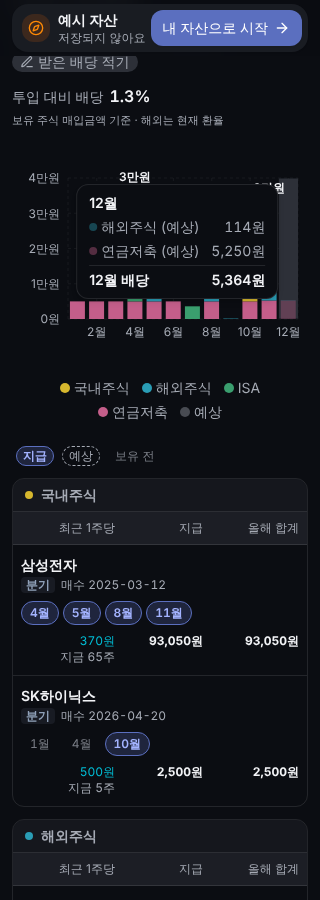 예시 자산
저장되지 않아요
내 자산으로 시작 →
받은 배당 적기
투입 대비 배당 1.3%
보유 주식 매입금액 기준 · 해외는 현재 환율
4만원
3만원
3만원
2만원
1만원
0원
12월
해외주식 (예상) 114원
연금저축 (예상) 5,250원
12월 배당 5,364원
2월 4월 6월 8월 10월 12월
국내주식 해외주식 ISA
연금저축 예상
지급 예상 보유 전
국내주식
최근 1주당 지급 올해 합계
삼성전자
분기 매수 2025-03-12
4월 5월 8월 11월
370원 93,050원 93,050원
지금 65주
SK하이닉스
분기 매수 2026-04-20
1월 4월 10월
500원 2,500원 2,500원
지금 5주
해외주식
최근 1주당 지급 올해 합계